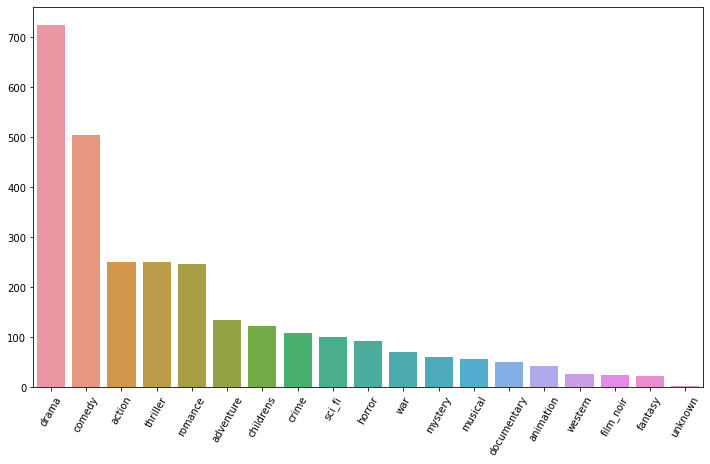 700
600
500
400
300
200
100
0
drama
comedy
action
thriller
romance
adventure
childrens
crime
sci_fi
horror
war
mystery
musical
documentary
animation
western
film_noir
fantasy
unknown